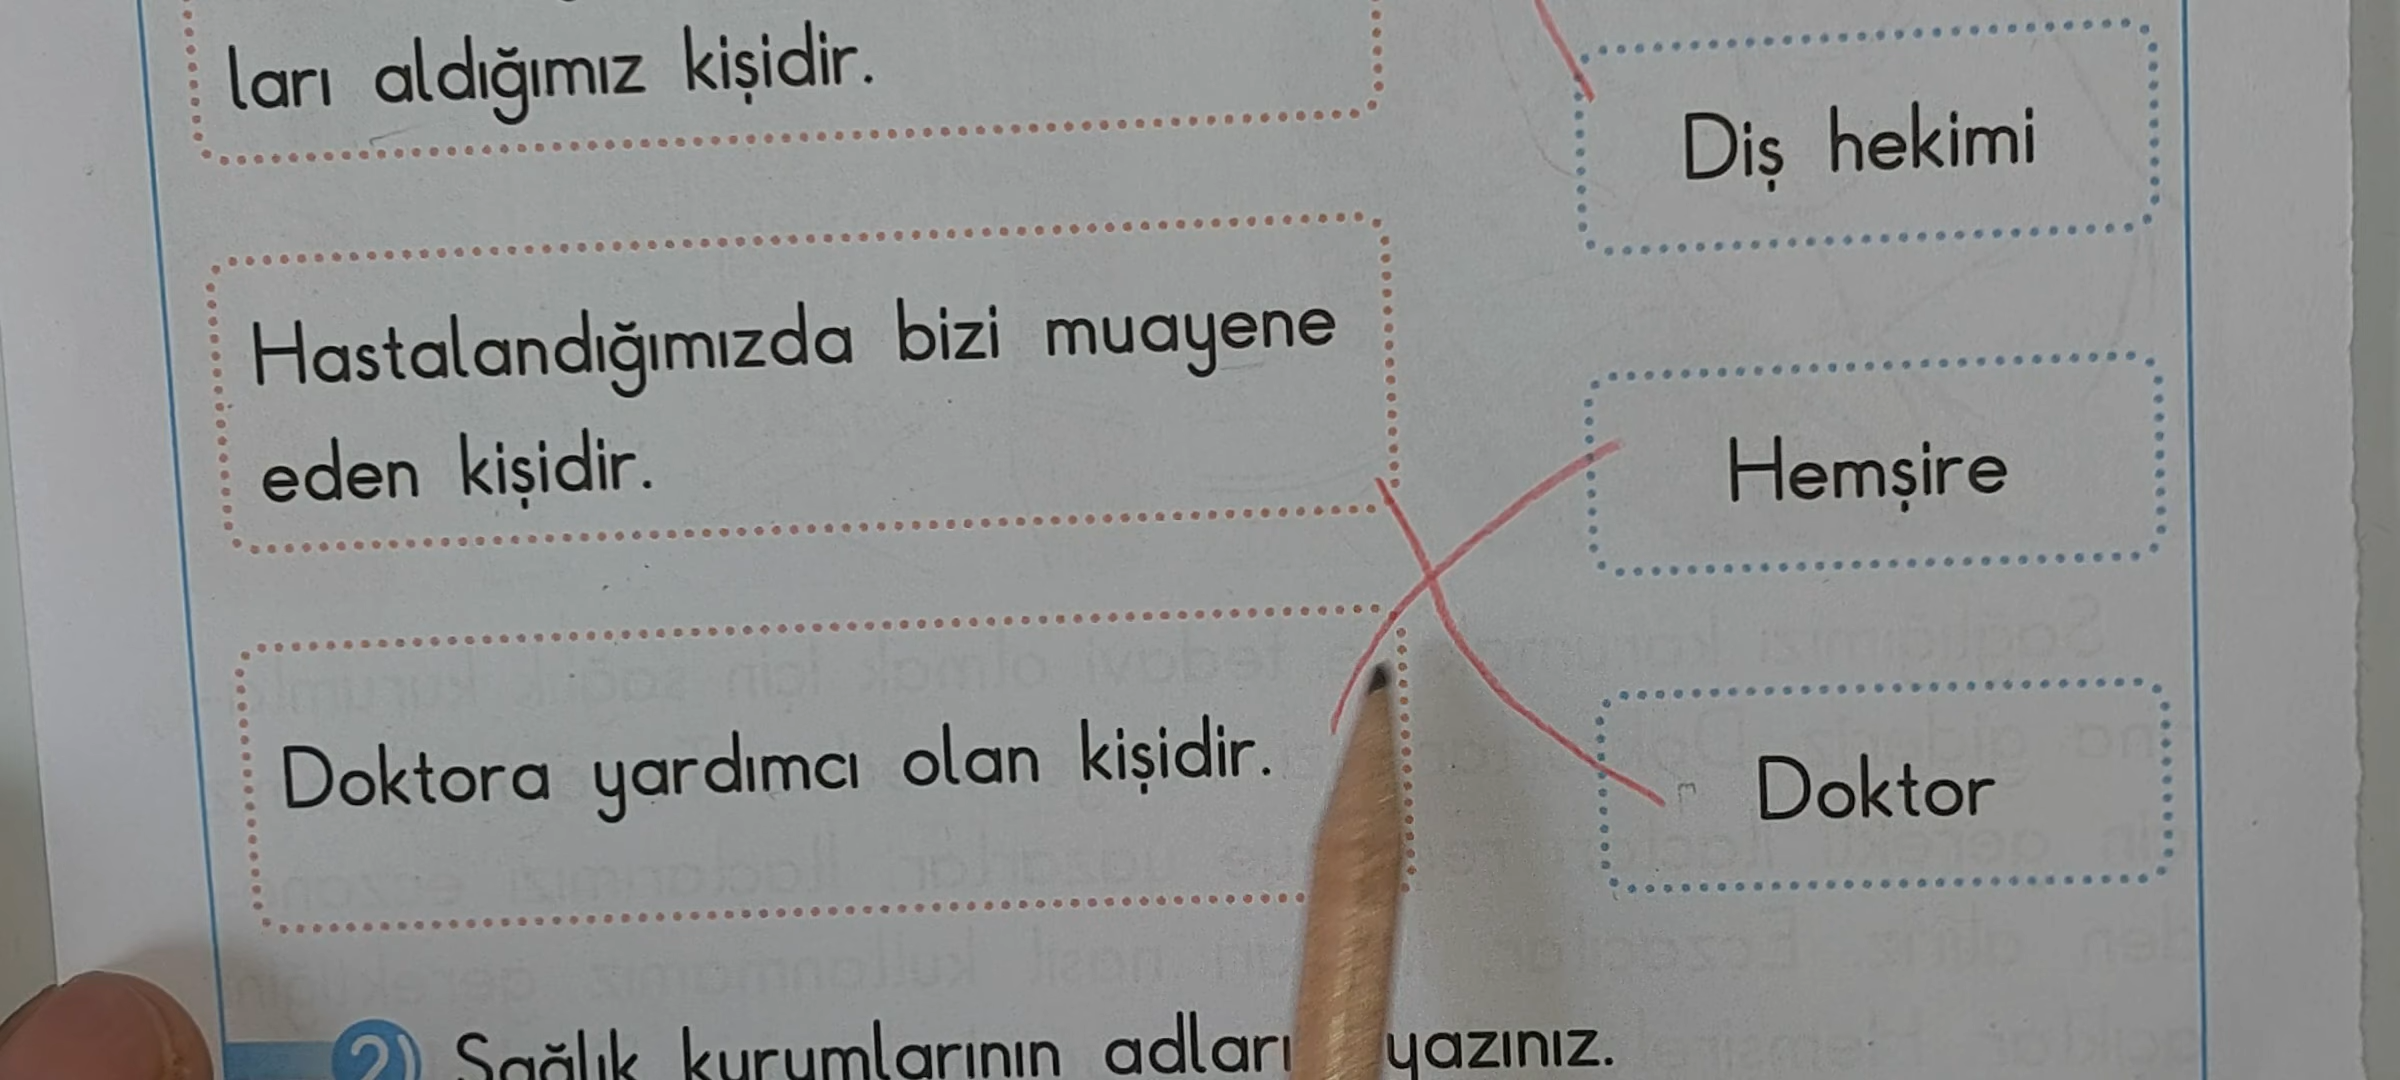 ları aldığımız kişidir.
Diş hekimi
Hastalandığımızda bizi muayene
eden kişidir.
Hemşire
Doktora yardımcı olan kişidir.
Doktor
2 Sağlık kurumlarının adları yazınız.